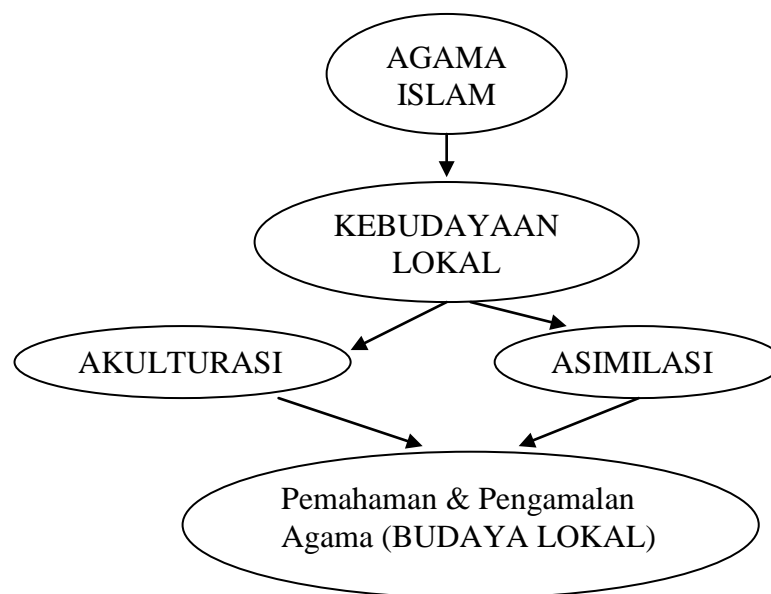 AGAMA
ISLAM
KEBUDAYAAN
LOKAL
AKULTURASI
ASIMILASI
Pemahaman & Pengamalan
Agama (BUDAYA LOKAL)